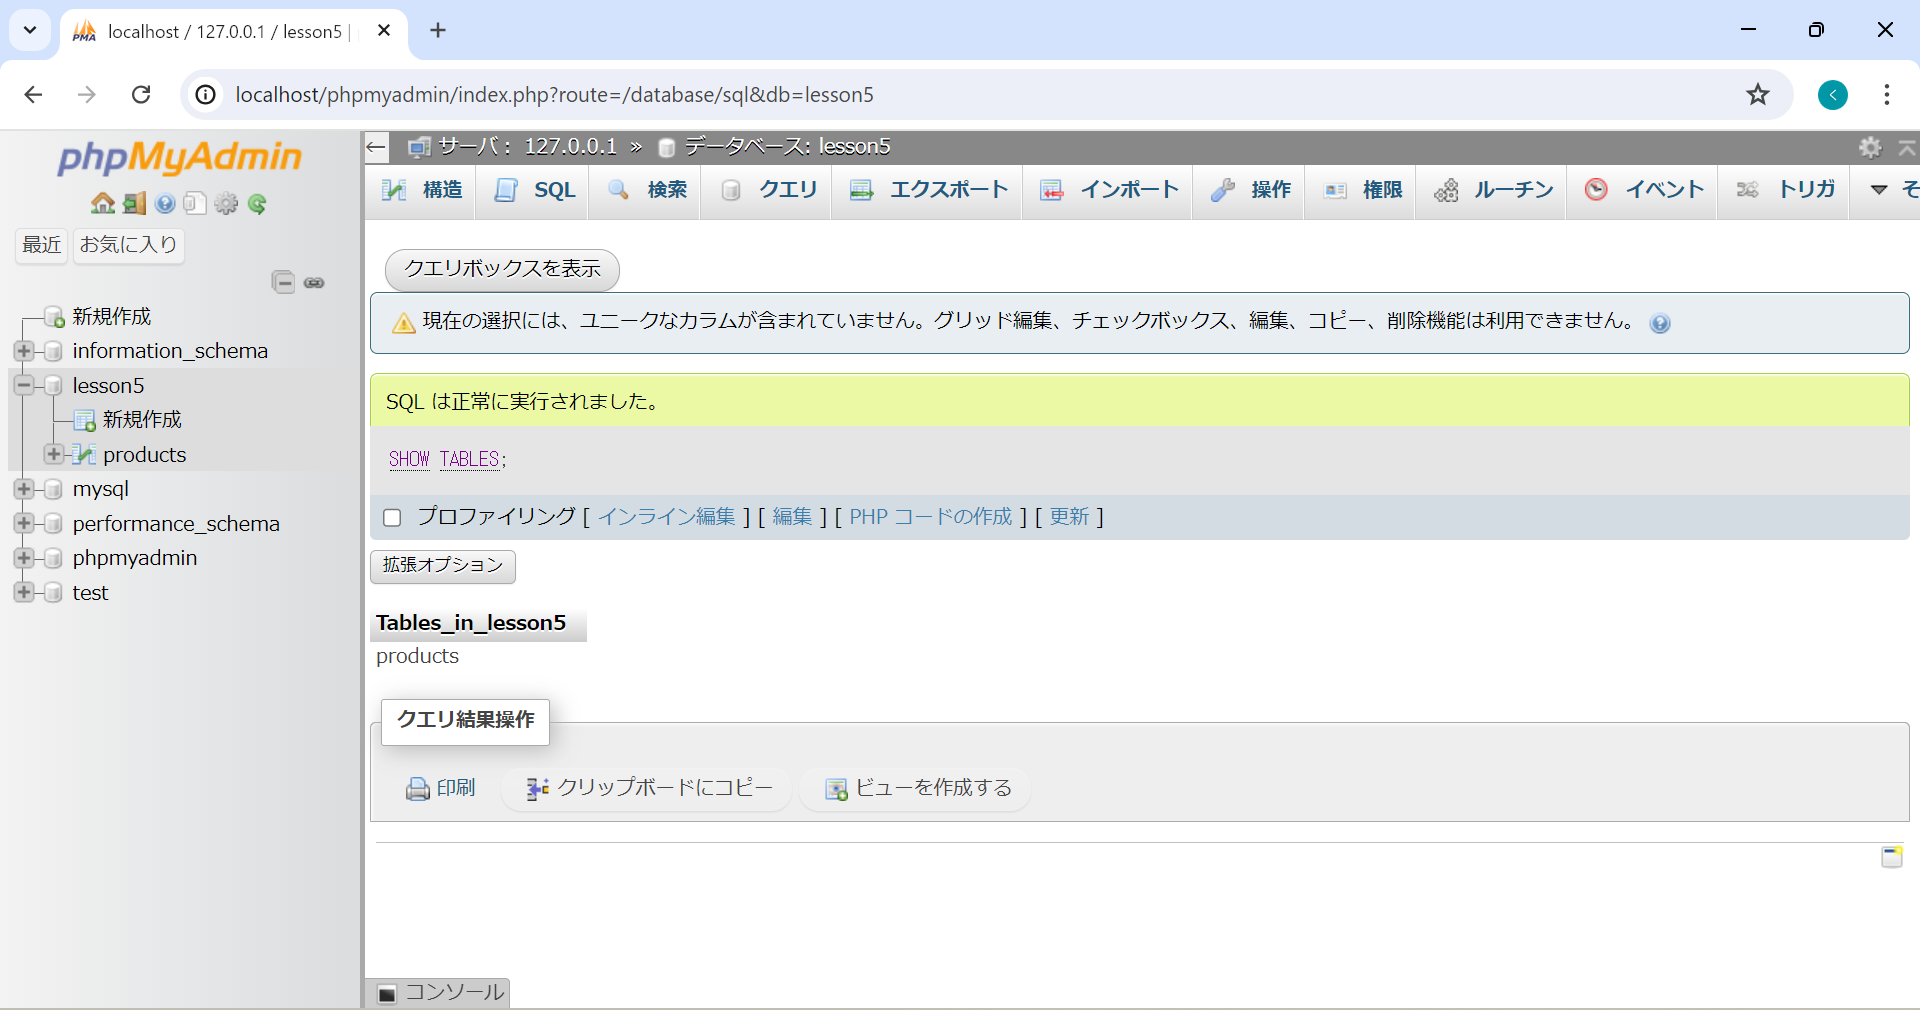 localhost / 127.0.0.1 / lesson5 |
localhost/phpmyadmin/index.php?route=/database/sql&db=lesson5
phpMyAdmin
最近 お気に入り
新規作成
information_schema
lesson5
新規作成
products
mysql
performance_schema
phpmyadmin
test
サーバ： 127.0.0.1 » データベース: lesson5
構造 SQL 検索 クエリ エクスポート インポート 操作 権限 ルーチン イベント トリガ そ
クエリボックスを表示
現在の選択には、ユニークなカラムが含まれていません。グリッド編集、チェックボックス、編集、コピー、削除機能は利用できません。
SQL は正常に実行されました。
SHOW TABLES;
プロファイリング [ インライン編集 ] [ 編集 ] [ PHP コードの作成 ] [ 更新 ]
拡張オプション
Tables_in_lesson5
products
クエリ結果操作
印刷 クリップボードにコピー ビューを作成する
コンソール